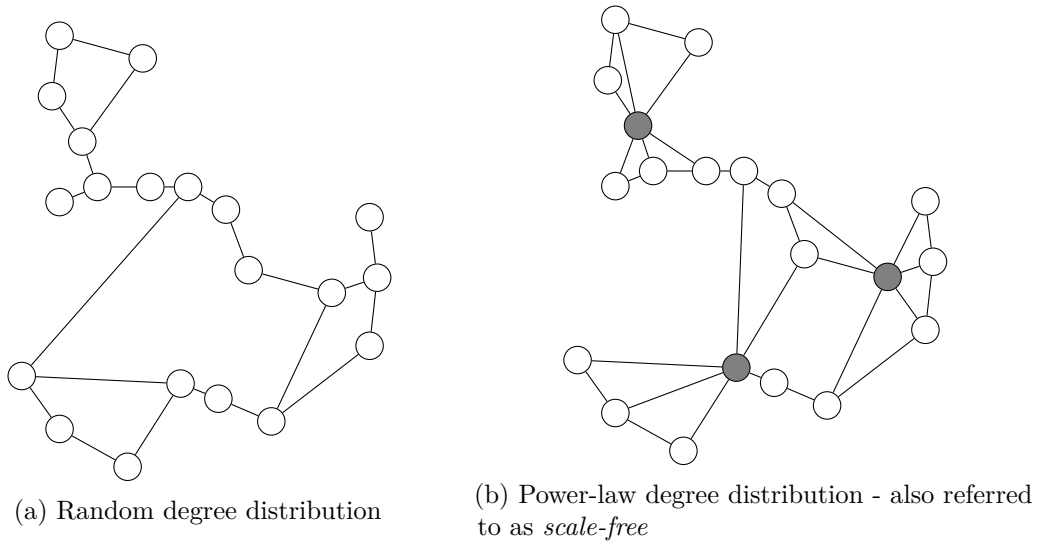 (a) Random degree distribution
(b) Power-law degree distribution - also referred
to as scale-free